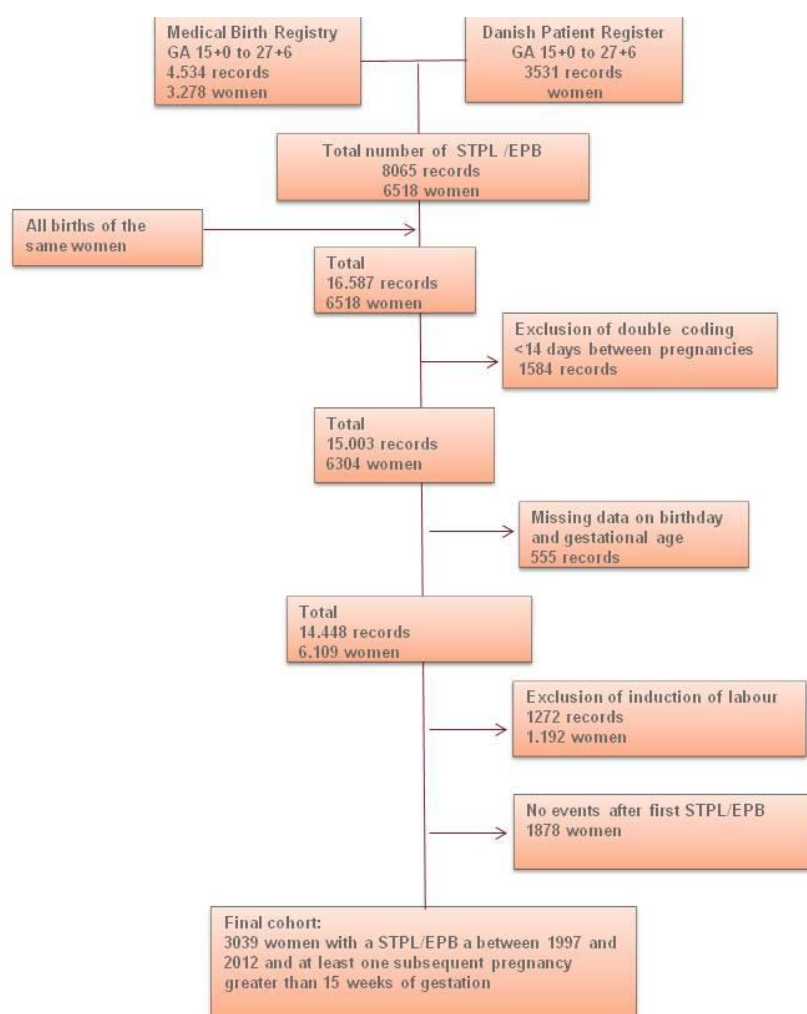 Medical Birth Registry
GA 15+0 to 27+6
4.534 records
3.278 women
Danish Patient Register
GA 15+0 to 27+6
3531 records
women
Total number of STPL /EPB
8065 records
6518 women
All births of the
same women
Total
16.587 records
6518 women
Exclusion of double coding
<14 days between pregnancies
1584 records
Total
15.003 records
6304 women
Missing data on birthday
and gestational age
555 records
Total
14.448 records
6.109 women
Exclusion of induction of labour
1272 records
1.192 women
No events after first STPL/EPB
1878 women
Final cohort:
3039 women with a STPL/EPB a between 1997 and
2012 and at least one subsequent pregnancy
greater than 15 weeks of gestation